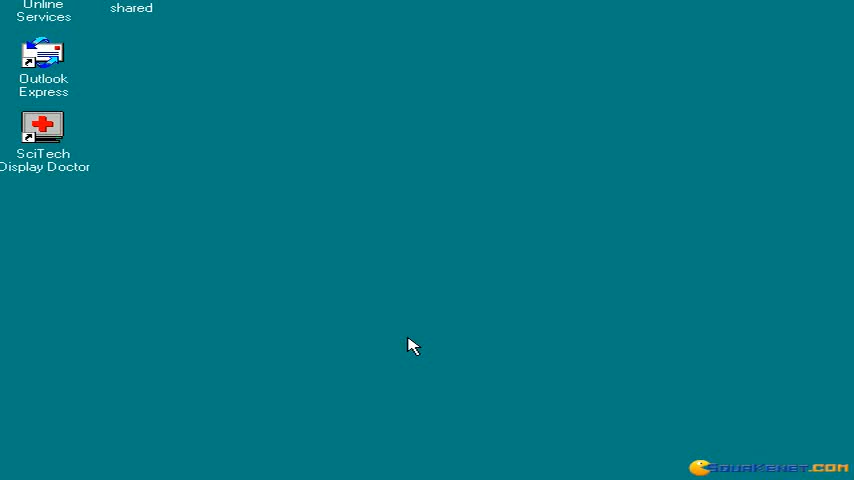 Online
Services
shared
Outlook
Express
SciTech
Display Doctor
SQUAKENET.COM